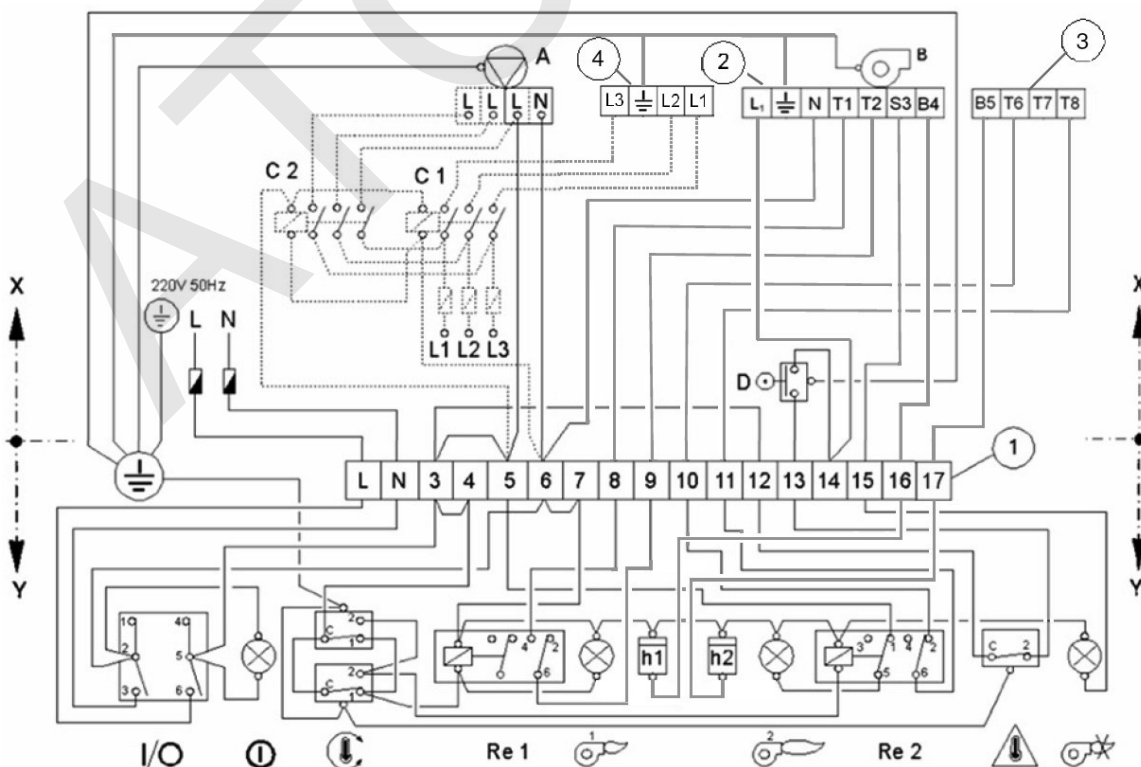 ATC
A
B
4
2
3
L L L N
L3 L2 L1
L₁ N T1 T2 S3 B4
B5 T6 T7 T8
C 2
C 1
X
X
220V 50Hz
L N
L1 L2 L3
D
1
L N 3 4 5 6 7 8 9 10 11 12 13 14 15 16 17
Y
Y
1 4
2 5
3 6
2
C 1
2
C 1
4 2
6
h1
h2
3 1 4 2
5 6
C 2
I/O
Re 1
1
2
Re 2